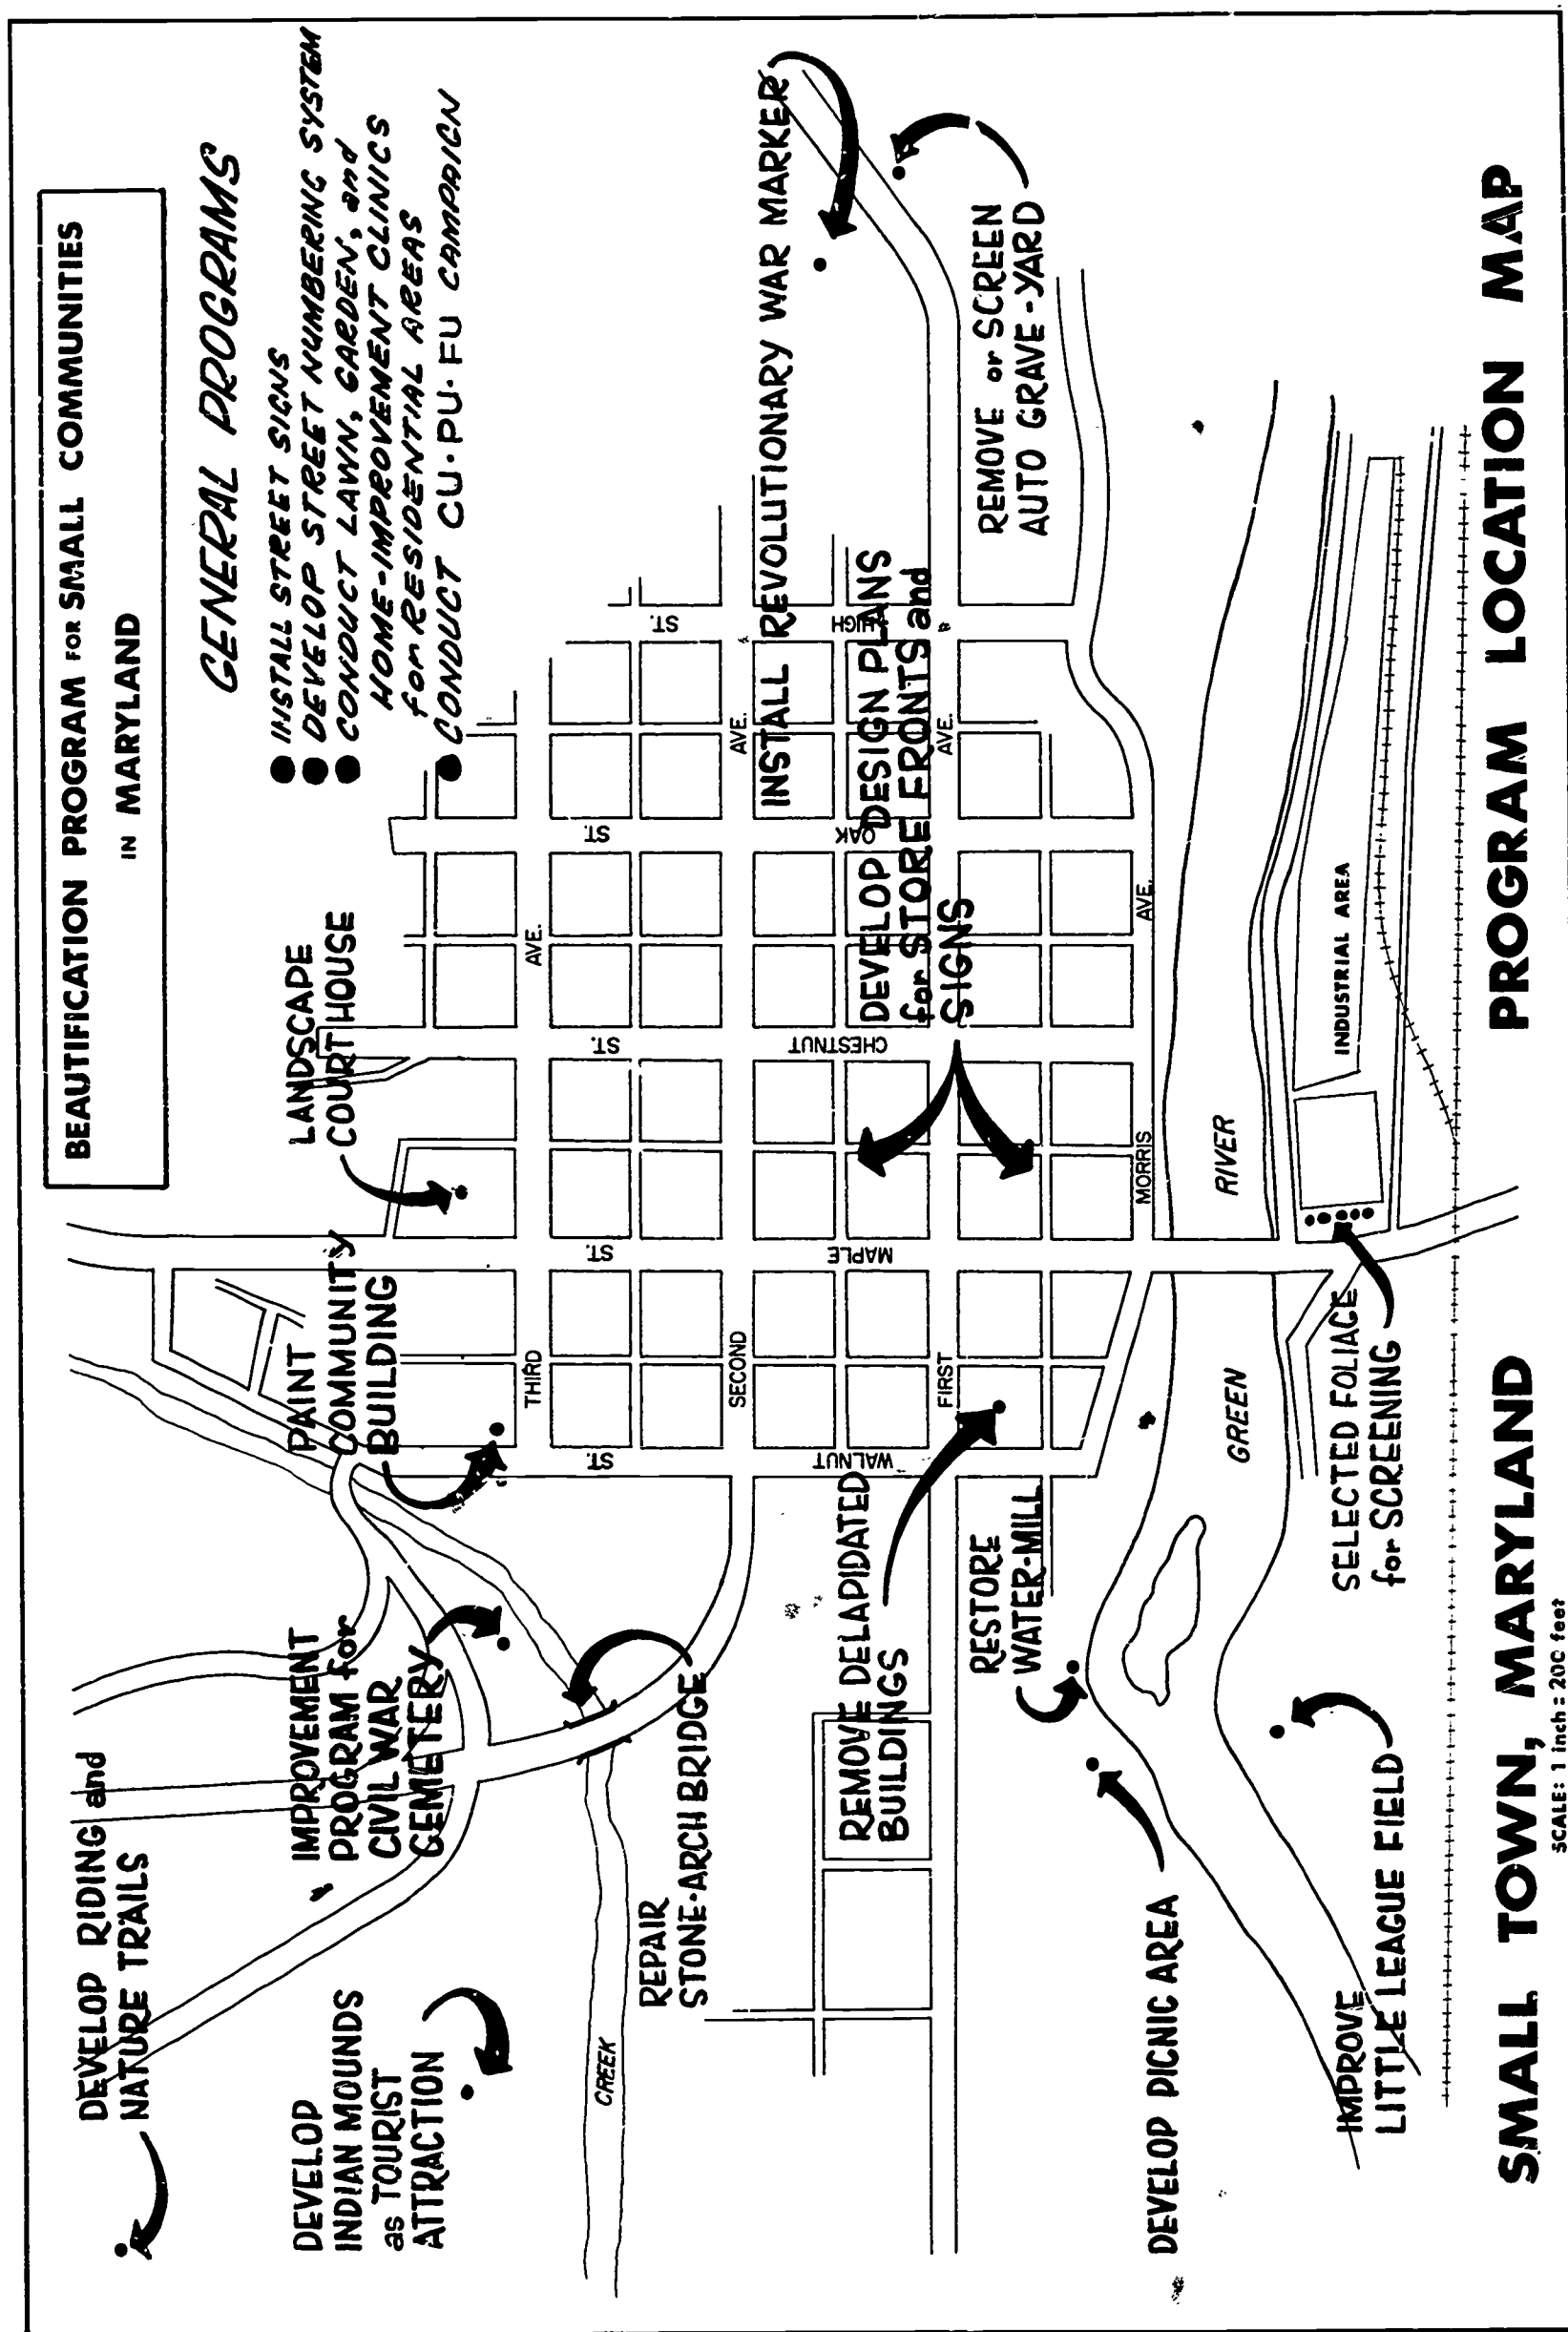 BEAUTIFICATION PROGRAM FOR SMALL COMMUNITIES
IN MARYLAND
GENERAL PROGRAMS
● INSTALL STREET SIGNS
● DEVELOP STREET NUMBERING SYSTEM
● CONDUCT LAWN, GARDEN, and
HOME-IMPROVEMENT CLINICS
for RESIDENTIAL AREAS
● CONDUCT CU·PU·FU CAMPAIGN
DEVELOP RIDING and
NATURE TRAILS
DEVELOP
INDIAN MOUNDS
as TOURIST
ATTRACTION
IMPROVEMENT
PROGRAM for
CIVIL WAR
CEMETERY
PAINT
COMMUNITY
BUILDING
LANDSCAPE
COURT HOUSE
REPAIR
STONE-ARCH BRIDGE
CREEK
THIRD
AVE.
SECOND
AVE.
FIRST
AVE.
MORRIS
AVE.
WALNUT
ST.
MAPLE
ST.
CHESTNUT
ST.
OAK
ST.
HIGH
ST.
INSTALL REVOLUTIONARY WAR MARKER
REMOVE DELAPIDATED
BUILDINGS
DEVELOP DESIGN PLANS
for STORE FRONTS and
SIGNS
REMOVE or SCREEN
AUTO GRAVE-YARD
RESTORE
WATER-MILL
DEVELOP PICNIC AREA
GREEN
RIVER
IMPROVE
LITTLE LEAGUE FIELD
SELECTED FOLIAGE
for SCREENING
INDUSTRIAL AREA
SMALL TOWN, MARYLAND
PROGRAM LOCATION MAP
SCALE: 1 inch = 200 feet